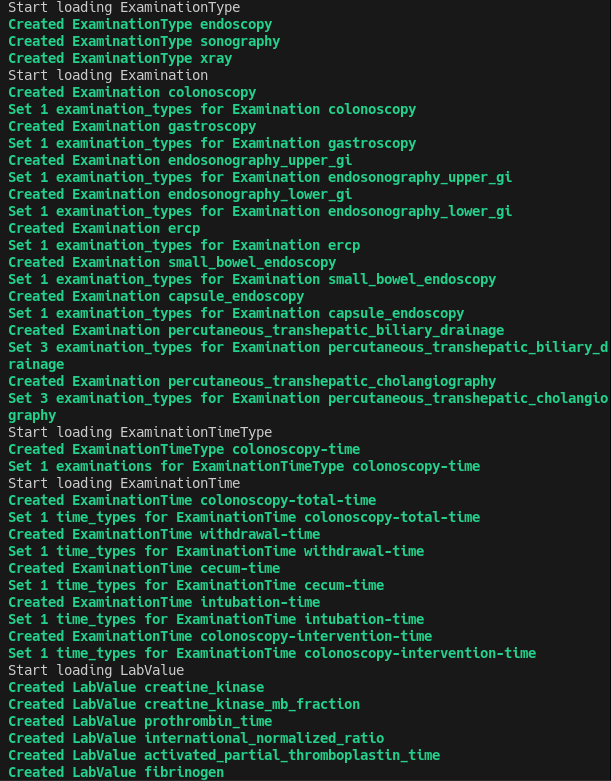 Start loading ExaminationType
Created ExaminationType endoscopy
Created ExaminationType sonography
Created ExaminationType xray
Start loading Examination
Created Examination colonoscopy
Set 1 examination_types for Examination colonoscopy
Created Examination gastroscopy
Set 1 examination_types for Examination gastroscopy
Created Examination endosonography_upper_gi
Set 1 examination_types for Examination endosonography_upper_gi
Created Examination endosonography_lower_gi
Set 1 examination_types for Examination endosonography_lower_gi
Created Examination ercp
Set 1 examination_types for Examination ercp
Created Examination small_bowel_endoscopy
Set 1 examination_types for Examination small_bowel_endoscopy
Created Examination capsule_endoscopy
Set 1 examination_types for Examination capsule_endoscopy
Created Examination percutaneous_transhepatic_biliary_drainage
Set 3 examination_types for Examination percutaneous_transhepatic_biliary_d
rainage
Created Examination percutaneous_transhepatic_cholangiography
Set 3 examination_types for Examination percutaneous_transhepatic_cholangio
graphy
Start loading ExaminationTimeType
Created ExaminationTimeType colonoscopy-time
Set 1 examinations for ExaminationTimeType colonoscopy-time
Start loading ExaminationTime
Created ExaminationTime colonoscopy-total-time
Set 1 time_types for ExaminationTime colonoscopy-total-time
Created ExaminationTime withdrawal-time
Set 1 time_types for ExaminationTime withdrawal-time
Created ExaminationTime cecum-time
Set 1 time_types for ExaminationTime cecum-time
Created ExaminationTime intubation-time
Set 1 time_types for ExaminationTime intubation-time
Created ExaminationTime colonoscopy-intervention-time
Set 1 time_types for ExaminationTime colonoscopy-intervention-time
Start loading LabValue
Created LabValue creatine_kinase
Created LabValue creatine_kinase_mb_fraction
Created LabValue prothrombin_time
Created LabValue international_normalized_ratio
Created LabValue activated_partial_thromboplastin_time
Created LabValue fibrinogen